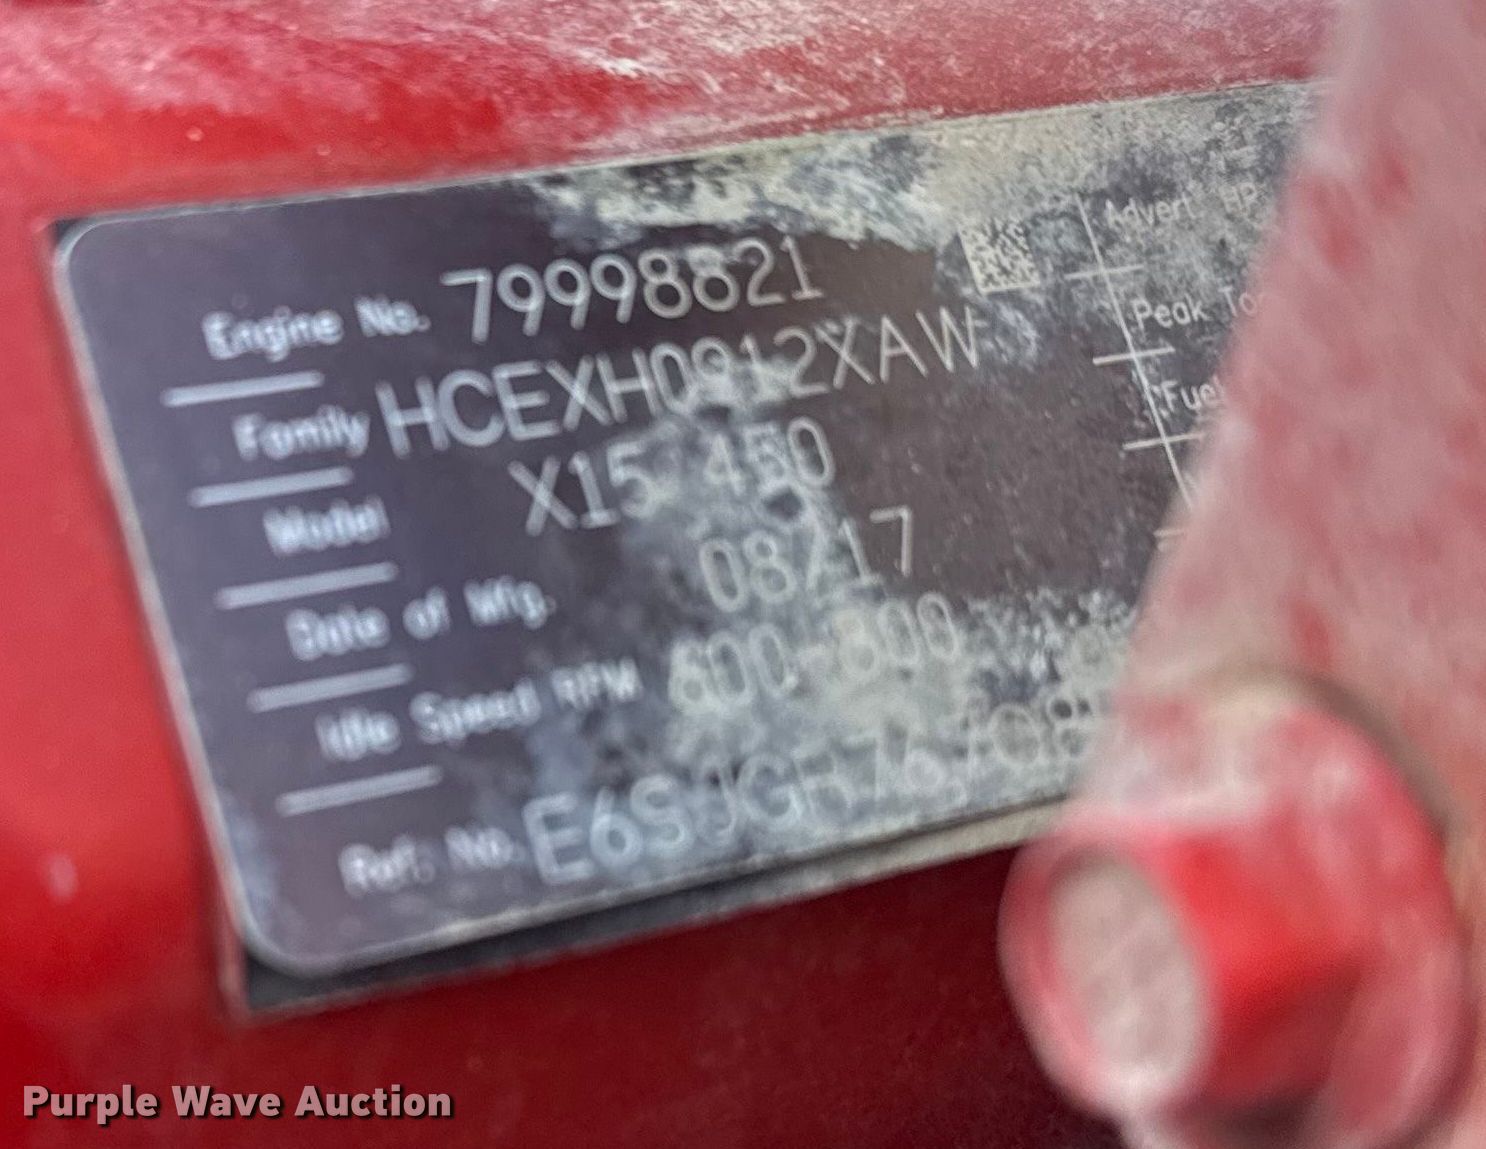 Engine No. 79998821
Family HCEXH0912XAW
Model X15 450
Date of Mfg. 08/17
Idle Speed RPM 600-800
Ref. No.
Advert HP
Peak
Purple Wave Auction